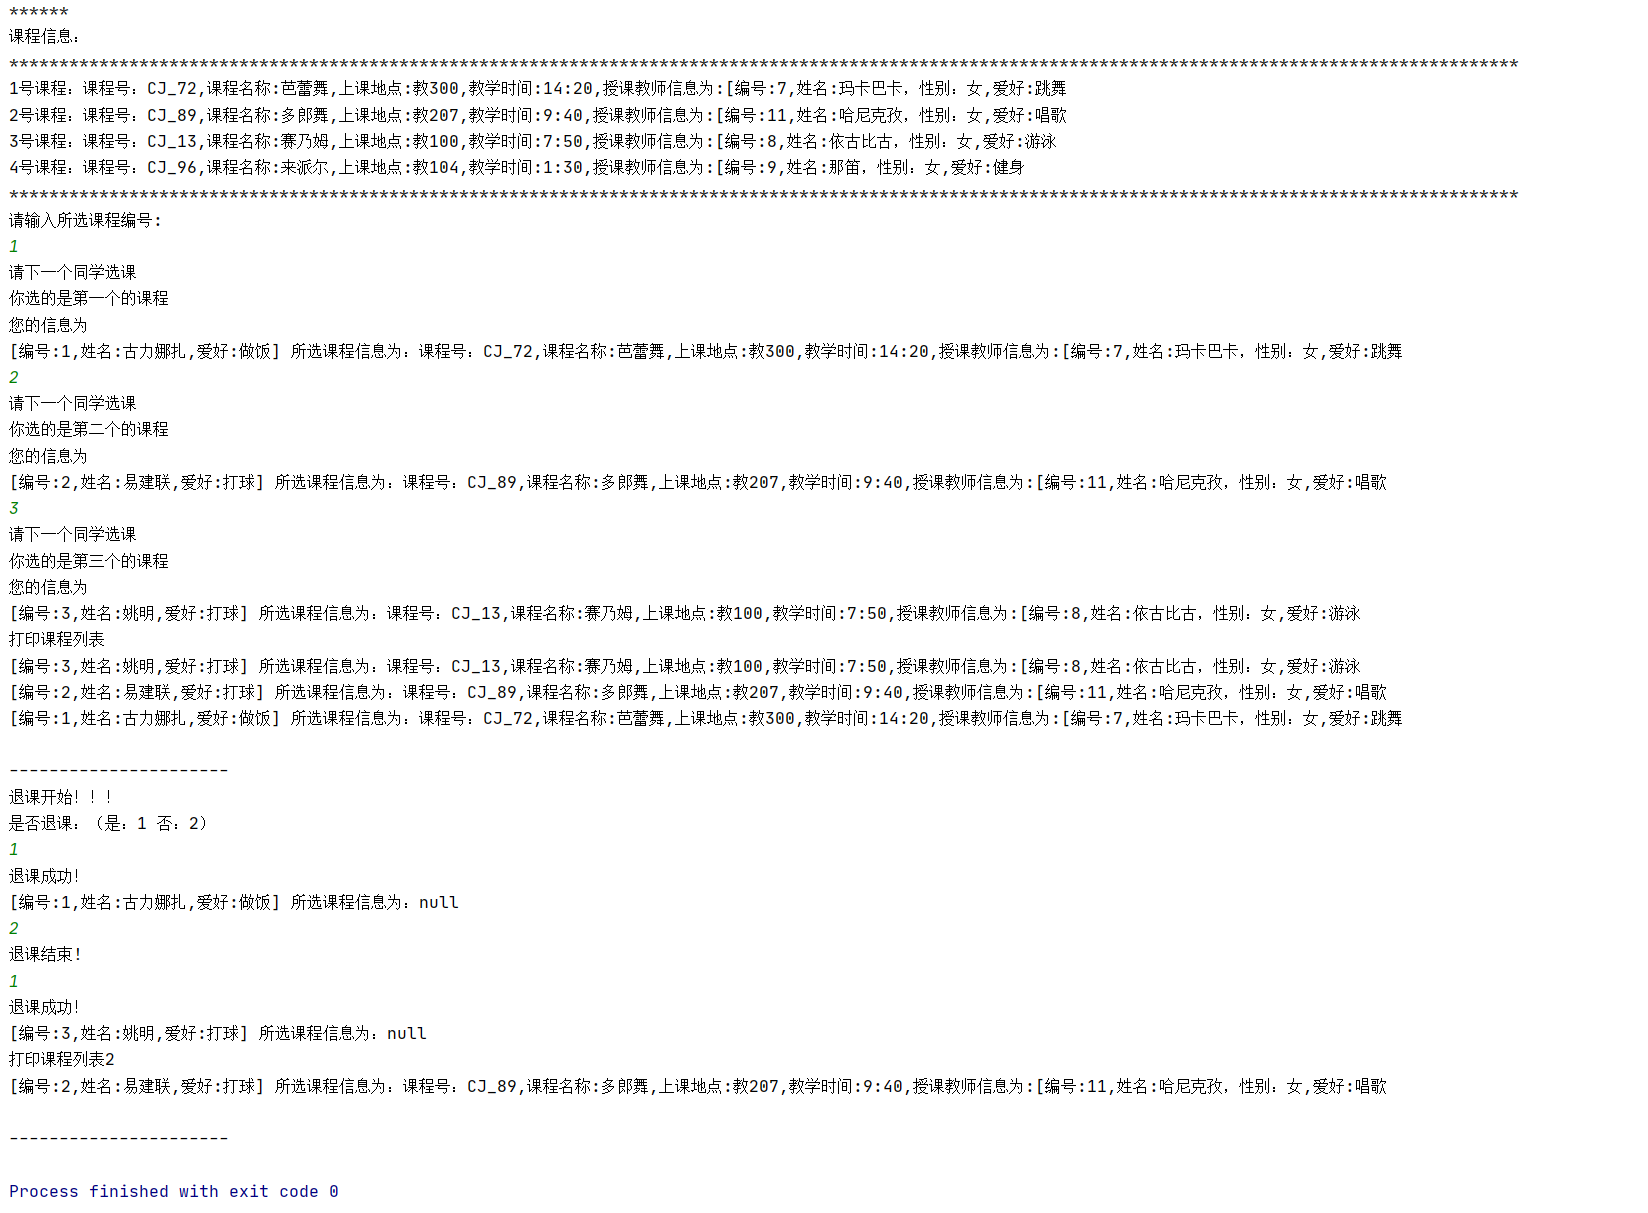 ******
课程信息：
*******************************************************************************************************************************************************
1号课程：课程号：CJ_72,课程名称:芭蕾舞,上课地点:教300,教学时间:14:20,授课教师信息为:[编号:7,姓名:玛卡巴卡，性别：女,爱好:跳舞
2号课程：课程号：CJ_89,课程名称:多郎舞,上课地点:教207,教学时间:9:40,授课教师信息为:[编号:11,姓名:哈尼克孜，性别：女,爱好:唱歌
3号课程：课程号：CJ_13,课程名称:赛乃姆,上课地点:教100,教学时间:7:50,授课教师信息为:[编号:8,姓名:依古比古，性别：女,爱好:游泳
4号课程：课程号：CJ_96,课程名称:来派尔,上课地点:教104,教学时间:1:30,授课教师信息为:[编号:9,姓名:那笛，性别：女,爱好:健身
*******************************************************************************************************************************************************
请输入所选课程编号:
1
请下一个同学选课
你选的是第一个的课程
您的信息为
[编号:1,姓名:古力娜扎,爱好:做饭] 所选课程信息为：课程号：CJ_72,课程名称:芭蕾舞,上课地点:教300,教学时间:14:20,授课教师信息为:[编号:7,姓名:玛卡巴卡，性别：女,爱好:跳舞
2
请下一个同学选课
你选的是第二个的课程
您的信息为
[编号:2,姓名:易建联,爱好:打球] 所选课程信息为：课程号：CJ_89,课程名称:多郎舞,上课地点:教207,教学时间:9:40,授课教师信息为:[编号:11,姓名:哈尼克孜，性别：女,爱好:唱歌
3
请下一个同学选课
你选的是第三个的课程
您的信息为
[编号:3,姓名:姚明,爱好:打球] 所选课程信息为：课程号：CJ_13,课程名称:赛乃姆,上课地点:教100,教学时间:7:50,授课教师信息为:[编号:8,姓名:依古比古，性别：女,爱好:游泳
打印课程列表
[编号:3,姓名:姚明,爱好:打球] 所选课程信息为：课程号：CJ_13,课程名称:赛乃姆,上课地点:教100,教学时间:7:50,授课教师信息为:[编号:8,姓名:依古比古，性别：女,爱好:游泳
[编号:2,姓名:易建联,爱好:打球] 所选课程信息为：课程号：CJ_89,课程名称:多郎舞,上课地点:教207,教学时间:9:40,授课教师信息为:[编号:11,姓名:哈尼克孜，性别：女,爱好:唱歌
[编号:1,姓名:古力娜扎,爱好:做饭] 所选课程信息为：课程号：CJ_72,课程名称:芭蕾舞,上课地点:教300,教学时间:14:20,授课教师信息为:[编号:7,姓名:玛卡巴卡，性别：女,爱好:跳舞
----------------------
退课开始！！！
是否退课：（是：1 否：2）
1
退课成功！
[编号:1,姓名:古力娜扎,爱好:做饭] 所选课程信息为：null
2
退课结束!
1
退课成功！
[编号:3,姓名:姚明,爱好:打球] 所选课程信息为：null
打印课程列表2
[编号:2,姓名:易建联,爱好:打球] 所选课程信息为：课程号：CJ_89,课程名称:多郎舞,上课地点:教207,教学时间:9:40,授课教师信息为:[编号:11,姓名:哈尼克孜，性别：女,爱好:唱歌
----------------------
Process finished with exit code 0